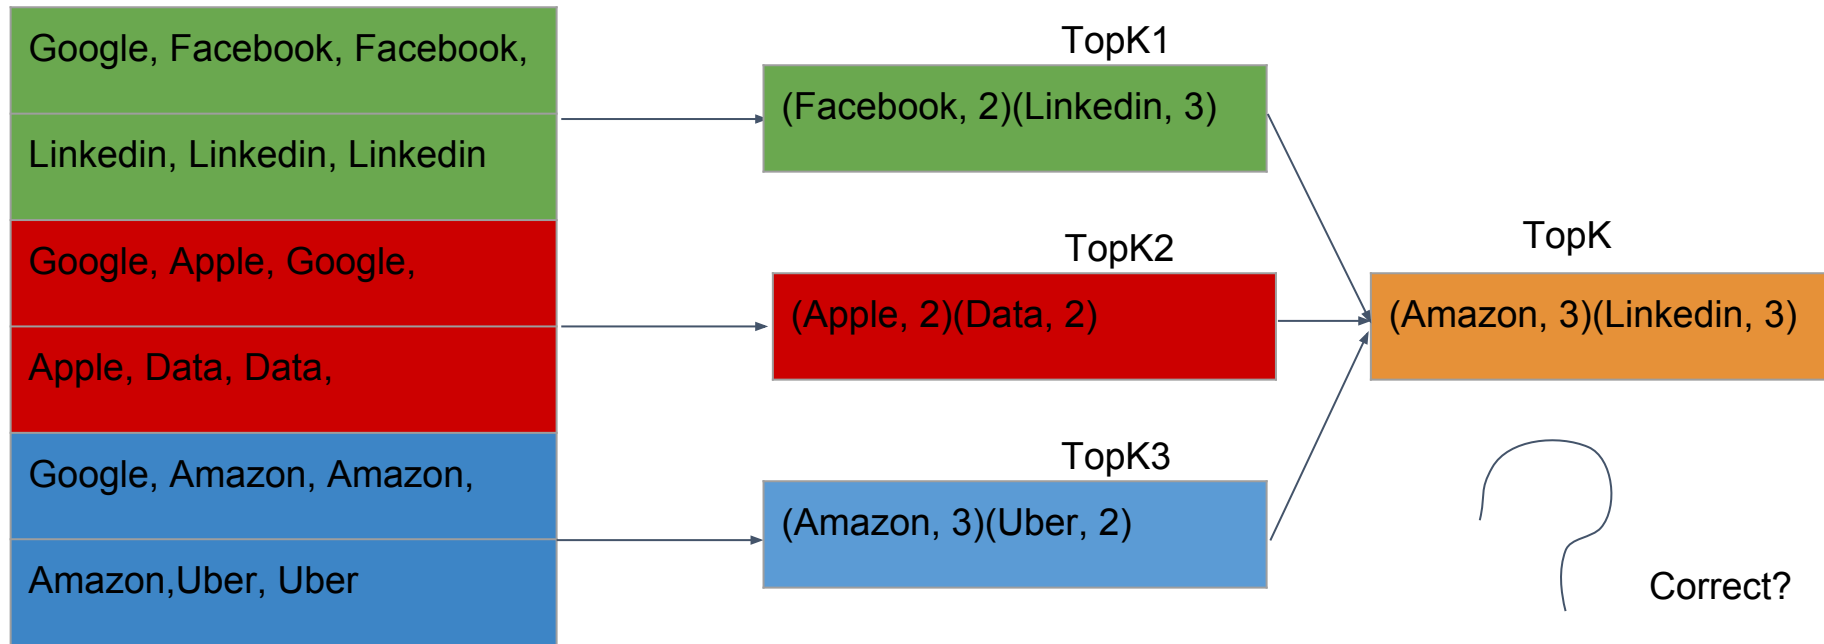 Google, Facebook, Facebook,
Linkedin, Linkedin, Linkedin
Google, Apple, Google,
Apple, Data, Data,
Google, Amazon, Amazon,
Amazon,Uber, Uber
TopK1
(Facebook, 2)(Linkedin, 3)
TopK2
(Apple, 2)(Data, 2)
TopK3
(Amazon, 3)(Uber, 2)
TopK
(Amazon, 3)(Linkedin, 3)
Correct?